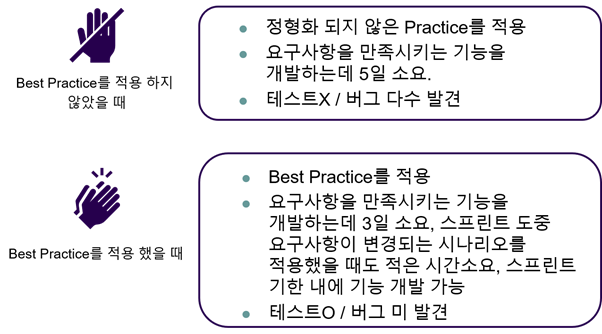 Best Practice를 적용 하지
않았을 때
정형화 되지 않은 Practice를 적용
요구사항을 만족시키는 기능을
개발하는데 5일 소요.
테스트X / 버그 다수 발견
Best Practice를 적용 했을 때
Best Practice를 적용
요구사항을 만족시키는 기능을
개발하는데 3일 소요, 스프린트 도중
요구사항이 변경되는 시나리오를
적용했을 때도 적은 시간소요, 스프린트
기한 내에 기능 개발 가능
테스트O / 버그 미 발견